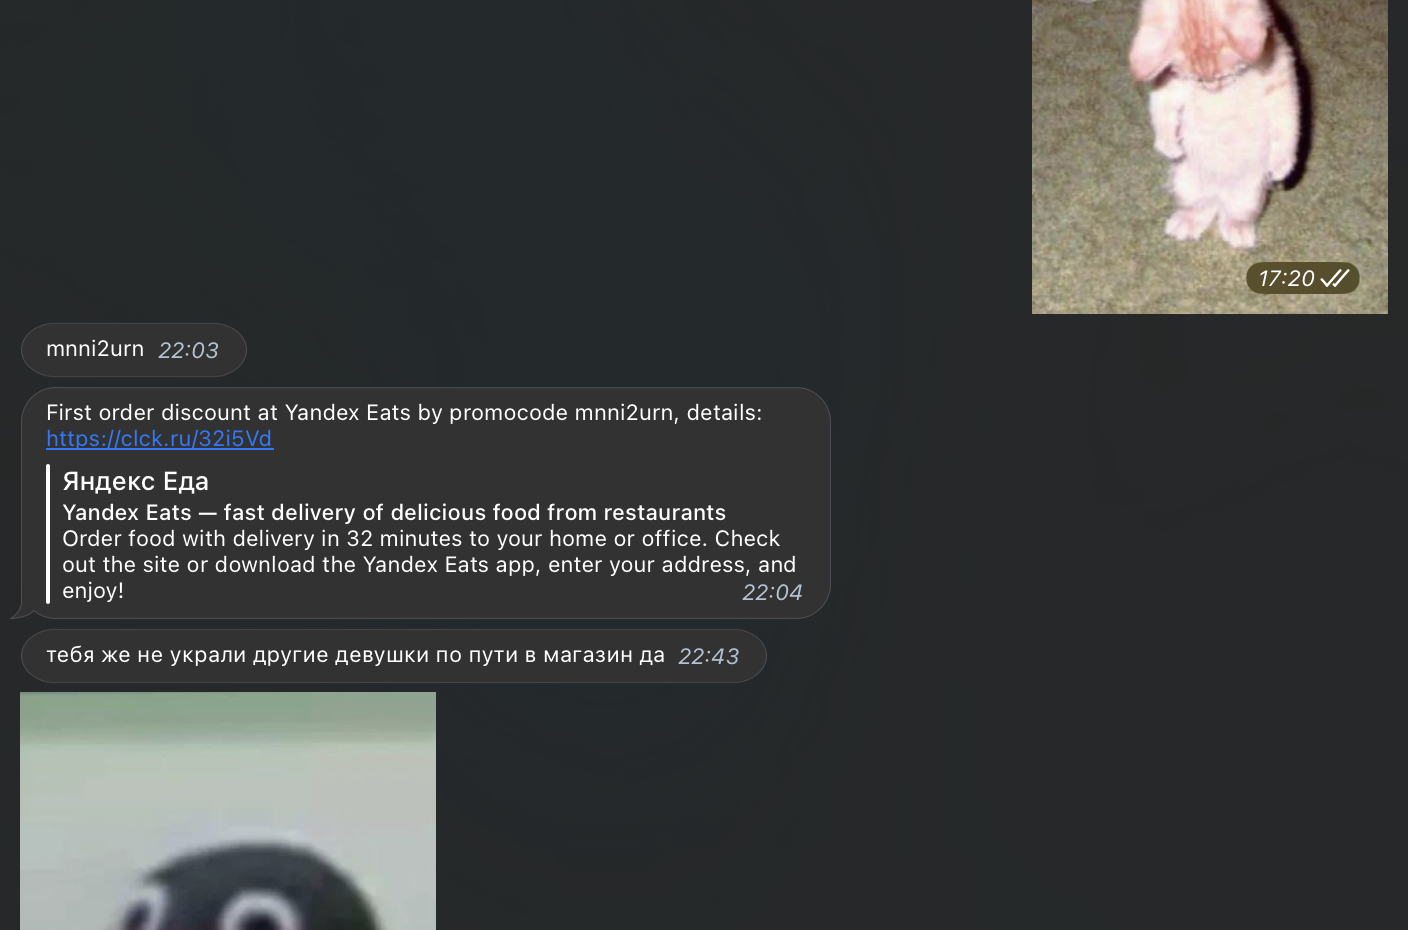 17:20
mnni2urn 22:03
First order discount at Yandex Eats by promocode mnni2urn, details:
https://clck.ru/32i5Vd
Яндекс Еда
Yandex Eats — fast delivery of delicious food from restaurants
Order food with delivery in 32 minutes to your home or office. Check
out the site or download the Yandex Eats app, enter your address, and
enjoy! 22:04
тебя же не украли другие девушки по пути в магазин да 22:43